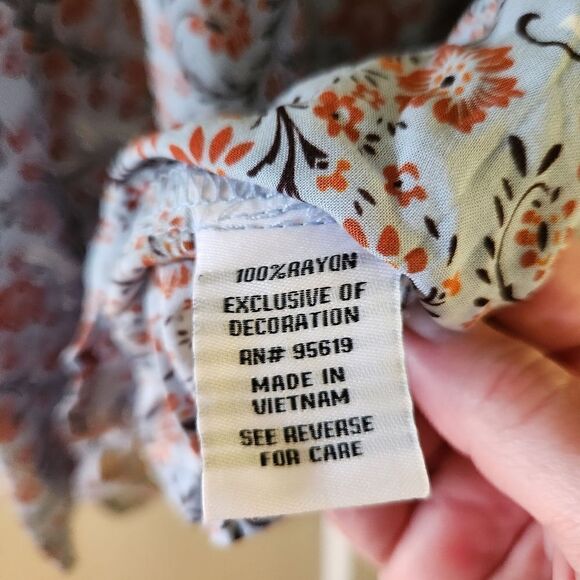 100%RAYON
EXCLUSIVE OF
DECORATION
RN# 95619
MADE IN
VIETNAM
SEE REVERSE
FOR CARE